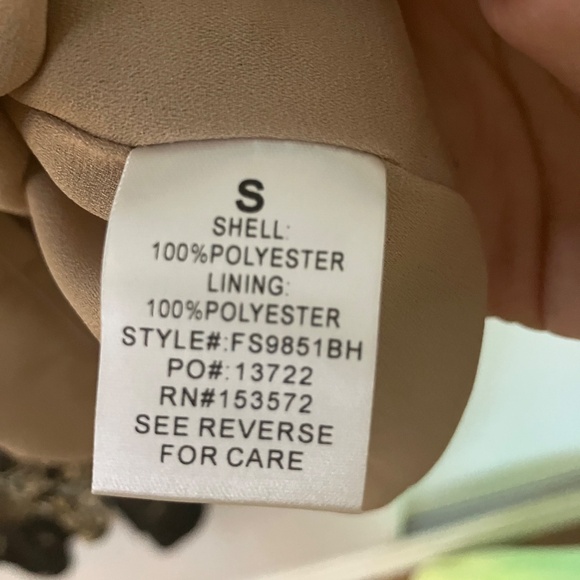 S
SHELL:
100%POLYESTER
LINING:
100%POLYESTER
STYLE#:FS9851BH
PO#:13722
RN#153572
SEE REVERSE
FOR CARE